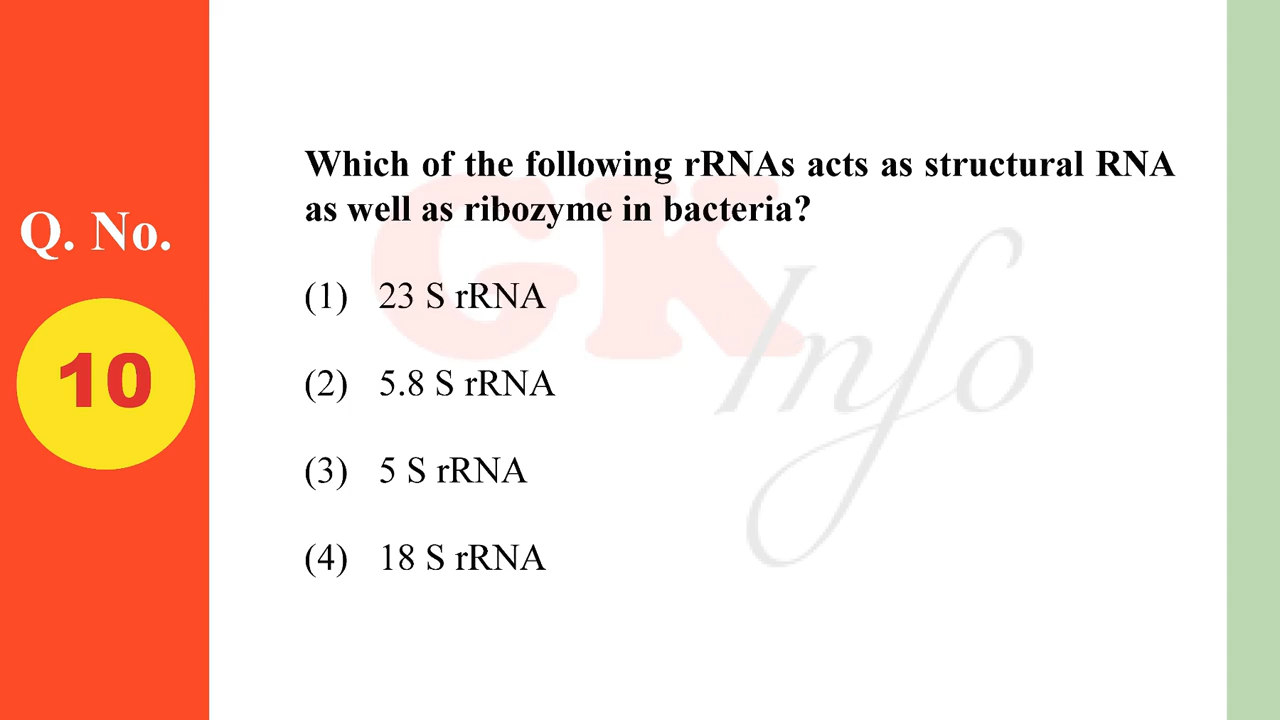 Q. No.
10
Which of the following rRNAs acts as structural RNA
as well as ribozyme in bacteria?
(1) 23 S rRNA
(2) 5.8 S rRNA
(3) 5 S rRNA
(4) 18 S rRNA
GK
Info